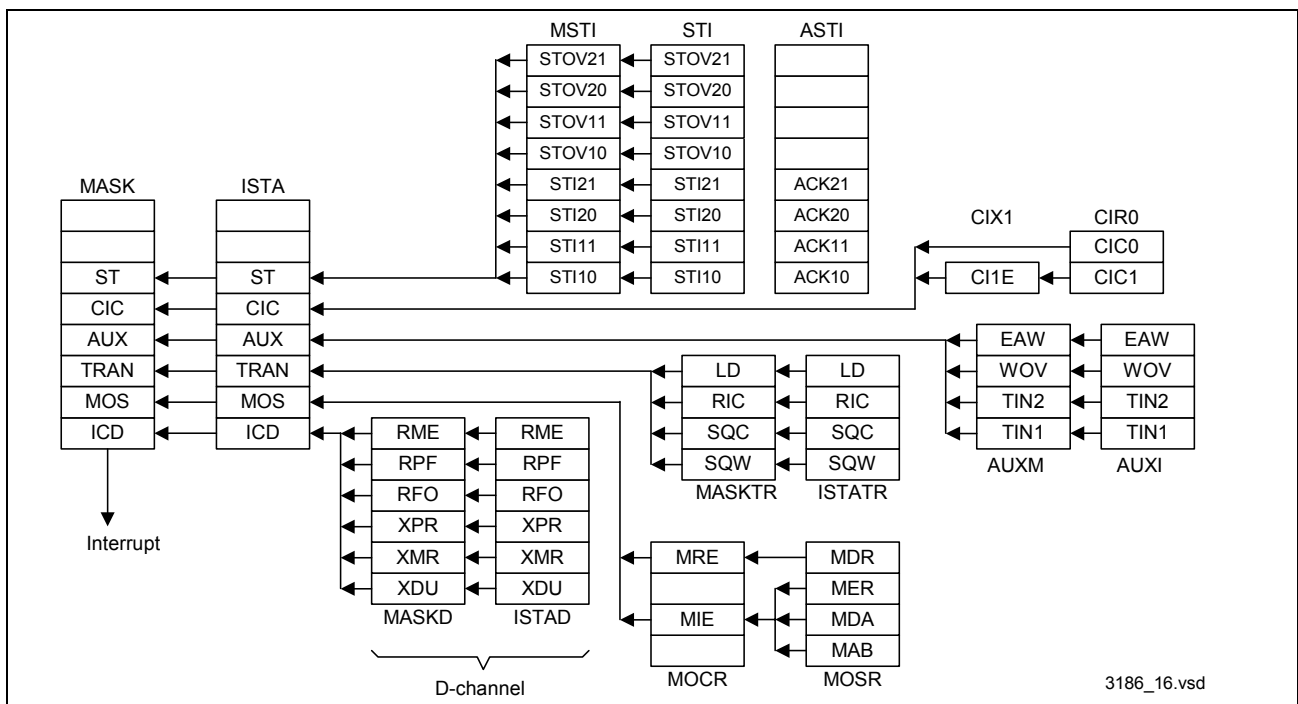 MSTI STI ASTI
STOV21 STOV21
STOV20 STOV20
STOV11 STOV11
STOV10 STOV10
MASK ISTA STI21 STI21 ACK21
STI20 STI20 ACK20 CIX1 CIR0
STI11 STI11 ACK11 CIC0
ST ST STI10 STI10 ACK10 CI1E CIC1
CIC CIC
AUX AUX EAW EAW
TRAN TRAN LD LD WOV WOV
MOS MOS RIC RIC TIN2 TIN2
ICD ICD RME RME SQC SQC TIN1 TIN1
RPF RPF SQW SQW AUXM AUXI
RFO RFO MASKTR ISTATR
XPR XPR
Interrupt XMR XMR MRE MDR
XDU XDU MER
MASKD ISTAD MIE MDA
MAB
D-channel MOCR MOSR 3186_16.vsd